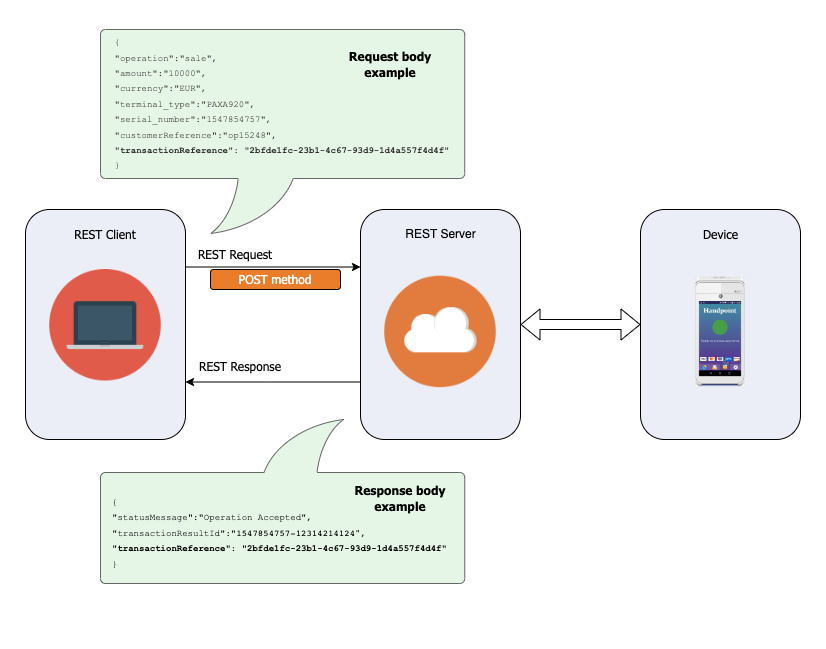 {
"operation":"sale",
"amount":"10000",
"currency":"EUR",
"terminal_type":"PAXA920",
"serial_number":"1547854757",
"customerReference":"op15248",
"transactionReference": "2bfde1fc-23b1-4c67-93d9-1d4a557f4d4f"
}
Request body
example
REST Client
REST Request
POST method
REST Response
REST Server
Device
Handpoint
Response body
example
{
"statusMessage":"Operation Accepted",
"transactionResultId":"1547854757-12314214124",
"transactionReference": "2bfde1fc-23b1-4c67-93d9-1d4a557f4d4f"
}